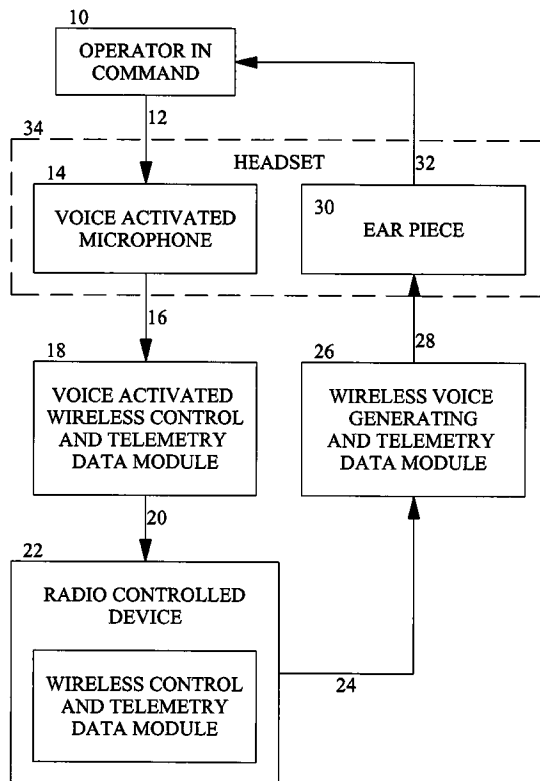 10
OPERATOR IN
COMMAND
12
34
HEADSET
32
14
VOICE ACTIVATED
MICROPHONE
30
EAR PIECE
16
28
18
VOICE ACTIVATED
WIRELESS CONTROL
AND TELEMETRY
DATA MODULE
26
WIRELESS VOICE
GENERATING
AND TELEMETRY
DATA MODULE
20
22
RADIO CONTROLLED
DEVICE
WIRELESS CONTROL
AND TELEMETRY
DATA MODULE
24